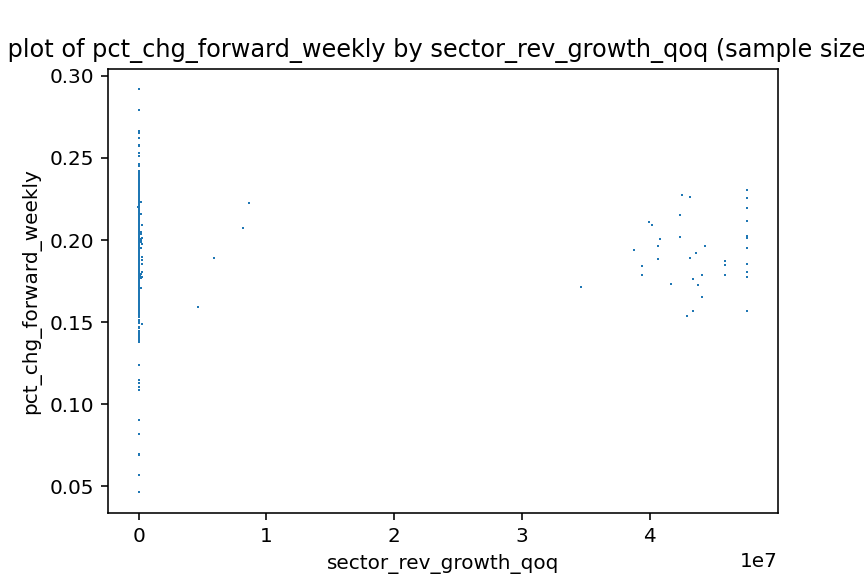 plot of pct_chg_forward_weekly by sector_rev_growth_qoq (sample size
0.30
0.25
0.20
0.15
0.10
0.05
pct_chg_forward_weekly
0 1 2 3 4
1e7
sector_rev_growth_qoq